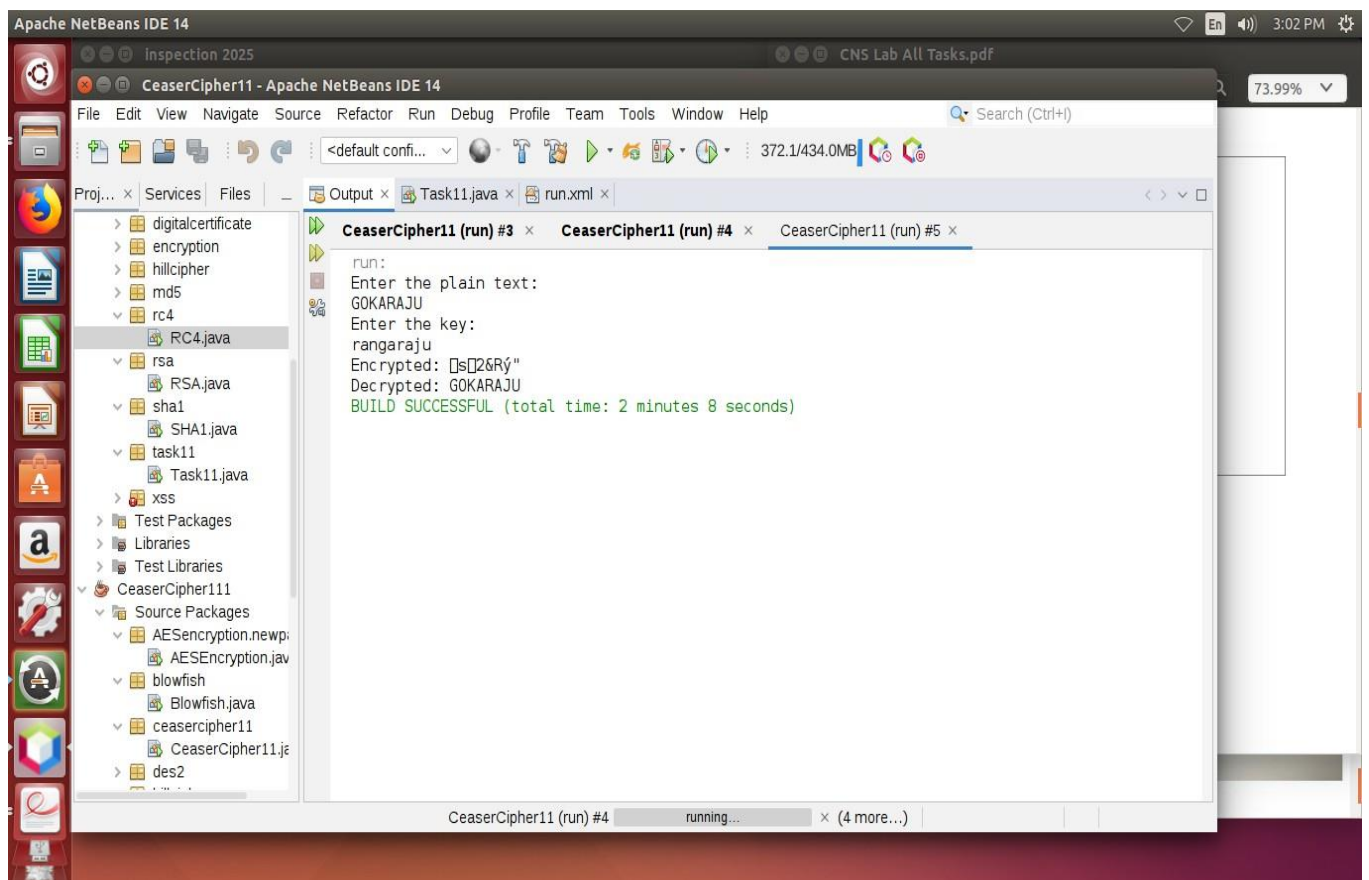 Apache NetBeans IDE 14
En
3:02 PM
inspection 2025
CNS Lab All Tasks.pdf
CeaserCipher11 - Apache NetBeans IDE 14
73.99%
File Edit View Navigate Source Refactor Run Debug Profile Team Tools Window Help
Search (Ctrl+I)
<default confi...
372.1/434.0MB
Proj... × Services Files
Output × Task11.java × run.xml ×
CeaserCipher11 (run) #3 × CeaserCipher11 (run) #4 × CeaserCipher11 (run) #5 ×
digitalcertificate
encryption
hillcipher
md5
rc4
RC4.java
rsa
RSA.java
sha1
SHA1.java
task11
Task11.java
xss
Test Packages
Libraries
Test Libraries
CeaserCipher111
Source Packages
AESencryption.newp
AESEncryption.jav
blowfish
Blowfish.java
ceasercipher11
CeaserCipher11.ja
des2
run:
Enter the plain text:
GOKARAJU
Enter the key:
rangaraju
Encrypted: ▯s▯2&Rý"
Decrypted: GOKARAJU
BUILD SUCCESSFUL (total time: 2 minutes 8 seconds)
CeaserCipher11 (run) #4 running... × (4 more...)